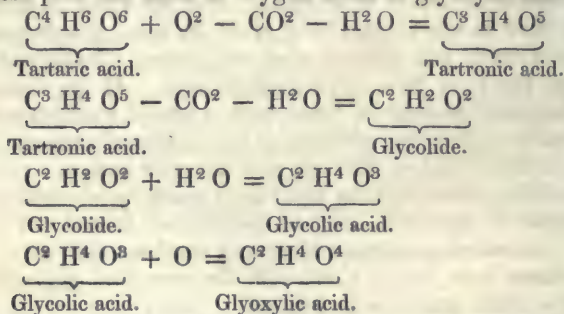 C⁴ H⁶ O⁶ + O² − CO² − H² O = C³ H⁴ O⁵
Tartaric acid. Tartronic acid.
C³ H⁴ O⁵ − CO² − H² O = C² H² O²
Tartronic acid. Glycolide.
C² H² O² + H² O = C² H⁴ O³
Glycolide. Glycolic acid.
C² H⁴ O³ + O = C² H⁴ O⁴
Glycolic acid. Glyoxylic acid.